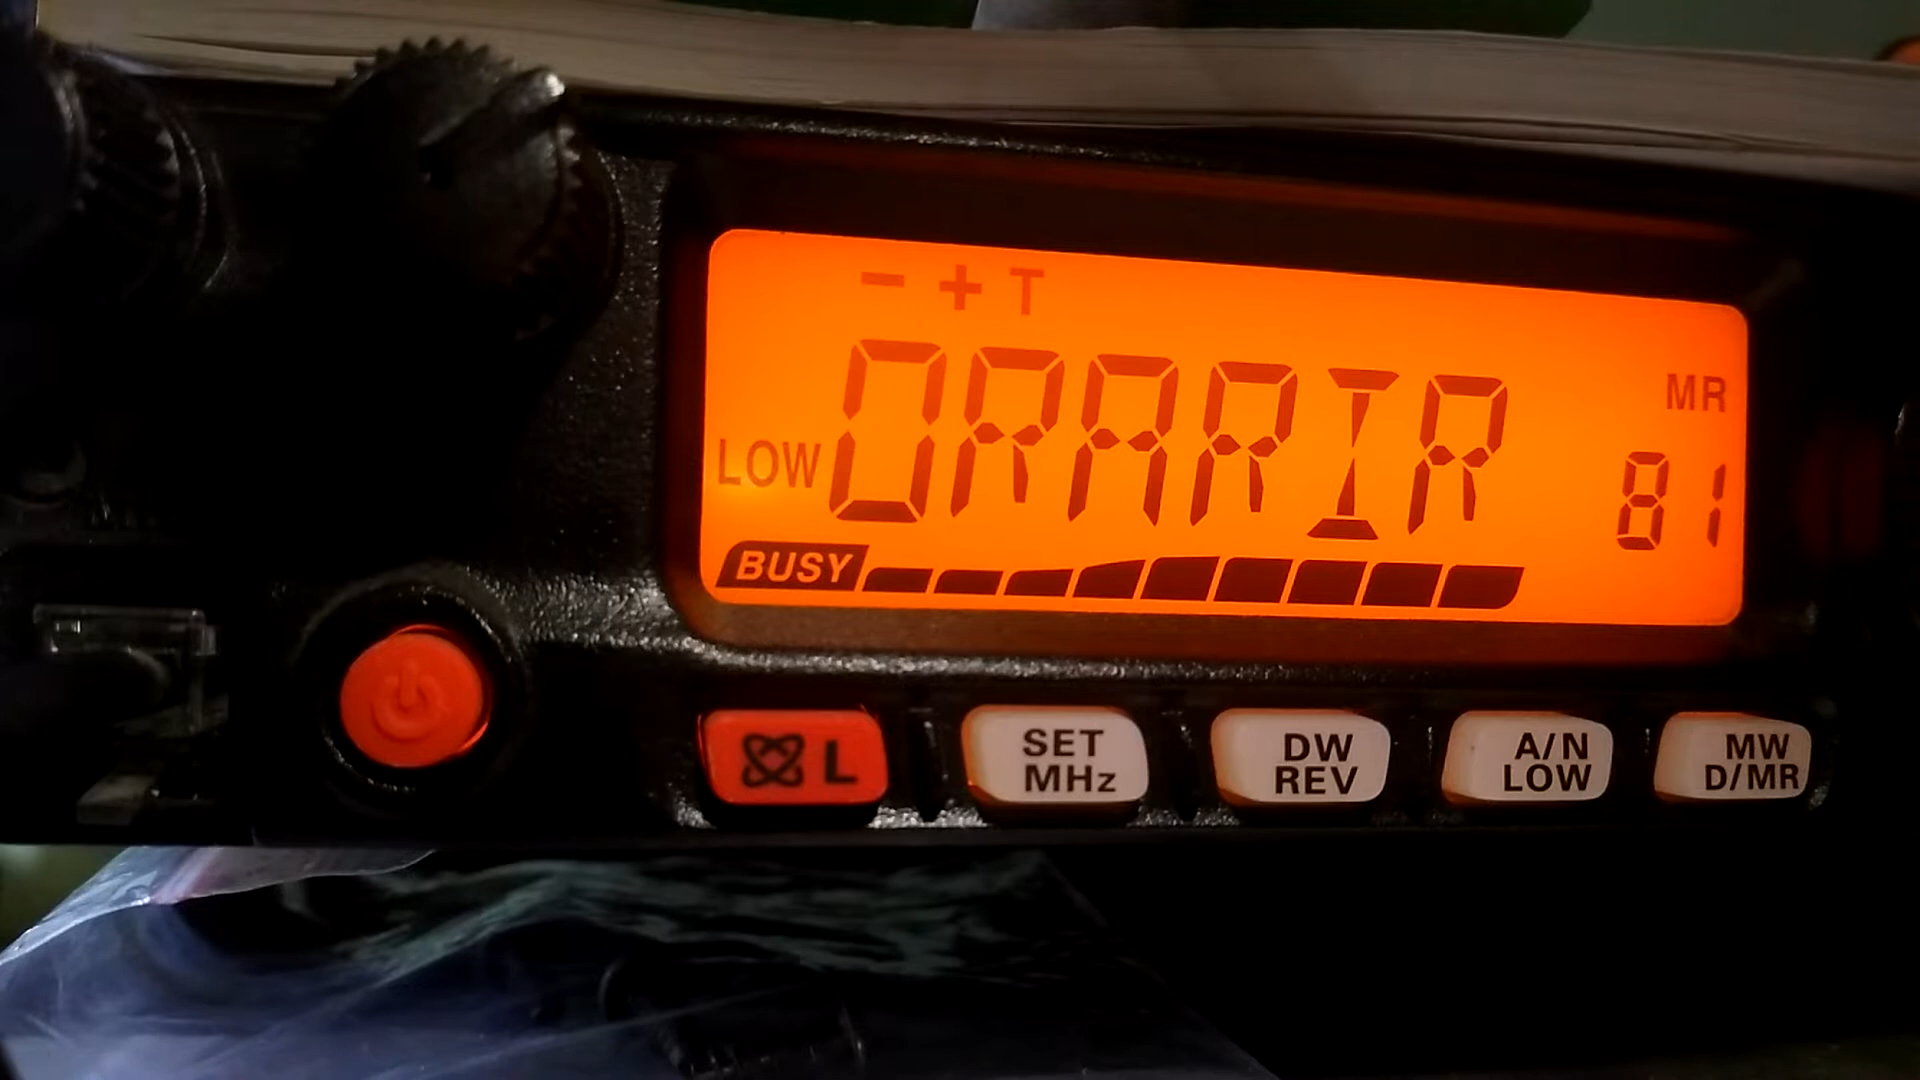 - + T
MR
LOW ORARIR 81
BUSY
L
SET
MHz
DW
REV
A/N
LOW
MW
D/MR